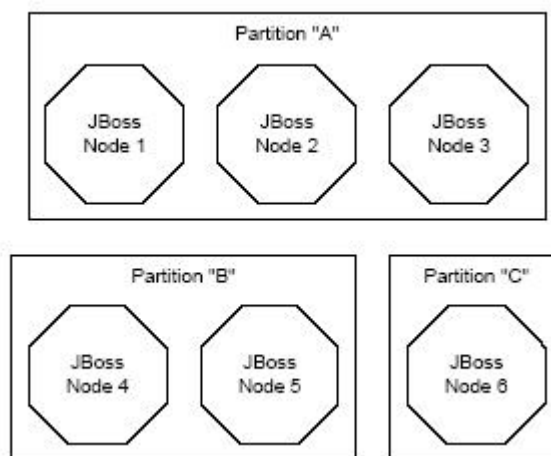 Partition "A"
JBoss
Node 1
JBoss
Node 2
JBoss
Node 3
Partition "B"
JBoss
Node 4
JBoss
Node 5
Partition "C"
JBoss
Node 6